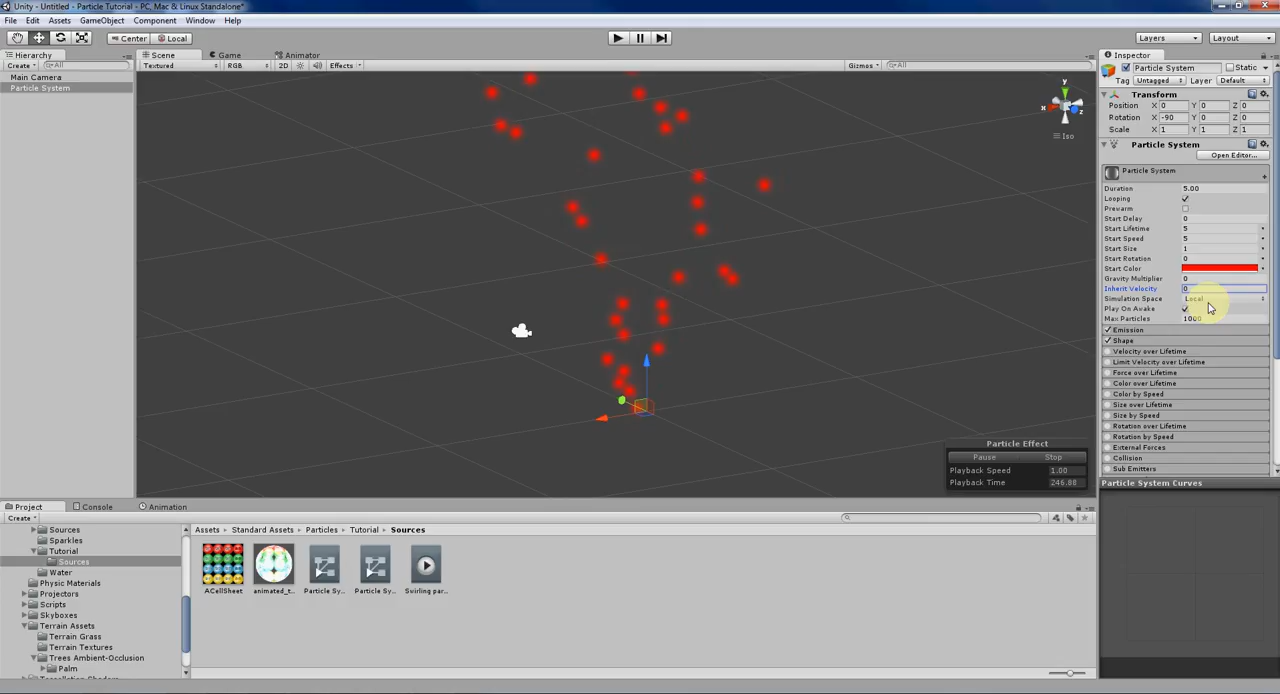 Unity - Untitled - Particle Tutorial - PC, Mac & Linux Standalone*
File Edit Assets GameObject Component Window Help
Center Local Layers Layout
Hierarchy
Create All
Main Camera
Particle System
Scene Game Animator
Textured RGB 2D Effects Gizmos All
y
x
z
Iso
Particle Effect
Pause Stop
Playback Speed 1.00
Playback Time 246.88
Inspector
Particle System Static
Tag Untagged Layer Default
Transform
Position X 0 Y 0 Z 0
Rotation X -90 Y 0 Z 0
Scale X 1 Y 1 Z 1
Particle System
Open Editor...
Particle System
Duration 5.00
Looping
Prewarm
Start Delay 0
Start Lifetime 5
Start Speed 5
Start Size 1
Start Rotation 0
Start Color
Gravity Multiplier 0
Inherit Velocity 0
Simulation Space Local
Play On Awake
Max Particles 1000
Emission
Shape
Velocity over Lifetime
Limit Velocity over Lifetime
Force over Lifetime
Color over Lifetime
Color by Speed
Size over Lifetime
Size by Speed
Rotation over Lifetime
Rotation by Speed
External Forces
Collision
Sub Emitters
Particle System Curves
Project Console Animation
Create
Sources
Sparkles
Tutorial
Sources
Water
Physic Materials
Projectors
Scripts
Skyboxes
Terrain Assets
Terrain Grass
Terrain Textures
Trees Ambient-Occlusion
Palm
Assets Standard Assets Particles Tutorial Sources
ACellSheet animated_t... Particle Sy... Particle Sy... Swirling par...